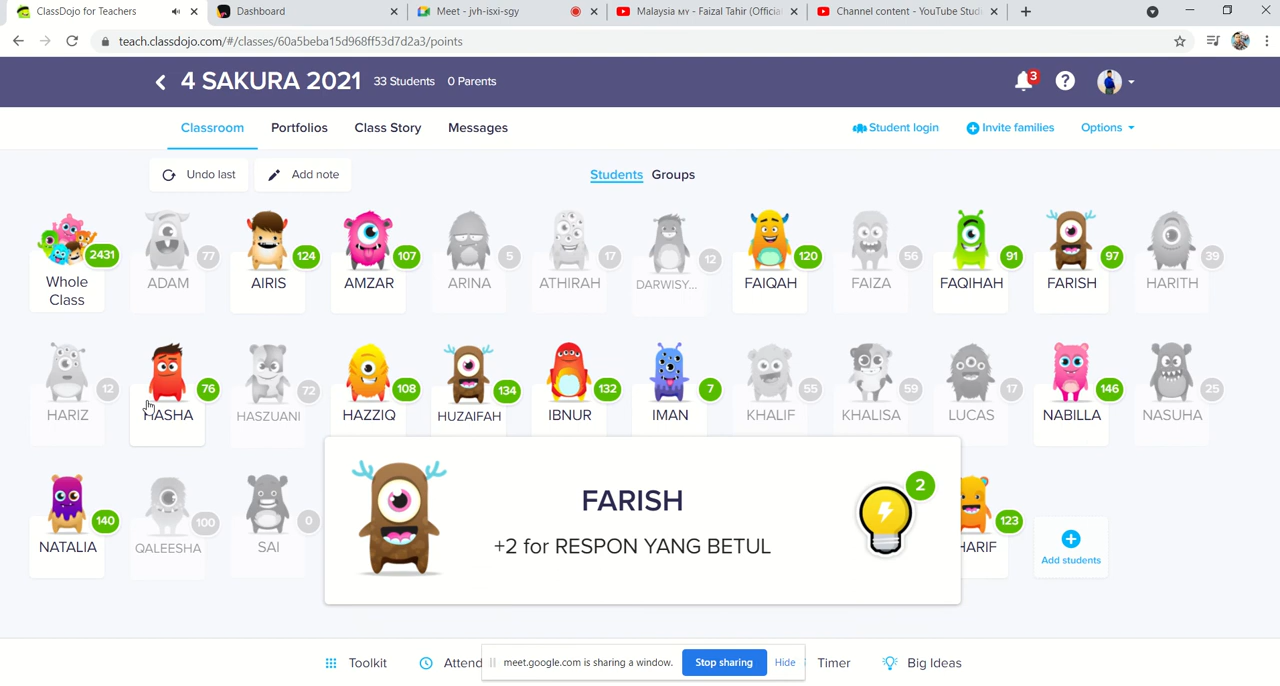 ClassDojo for Teachers
Dashboard
Meet - jvh-isxi-sgy
Malaysia ᴍʏ - Faizal Tahir (Officia
Channel content - YouTube Studi
teach.classdojo.com/#/classes/60a5beba15d968ff53d7d2a3/points
4 SAKURA 2021 33 Students 0 Parents
3
Classroom Portfolios Class Story Messages
Student login Invite families Options
Undo last Add note
Students Groups
2431 77 124 107 5 17 12 120 56 91 97 39
Whole Class
ADAM AIRIS AMZAR ARINA ATHIRAH DARWISY... FAIQAH FAIZA FAQIHAH FARISH HARITH
12 76 72 108 134 132 7 55 59 17 146 25
HARIZ HASHA HASZUANI HAZZIQ HUZAIFAH IBNUR IMAN KHALIF KHALISA LUCAS NABILLA NASUHA
140 100 0 123
NATALIA QALEESHA SAI HARIF Add students
FARISH
+2 for RESPON YANG BETUL
2
Toolkit Attend Timer Big Ideas
meet.google.com is sharing a window. Stop sharing Hide